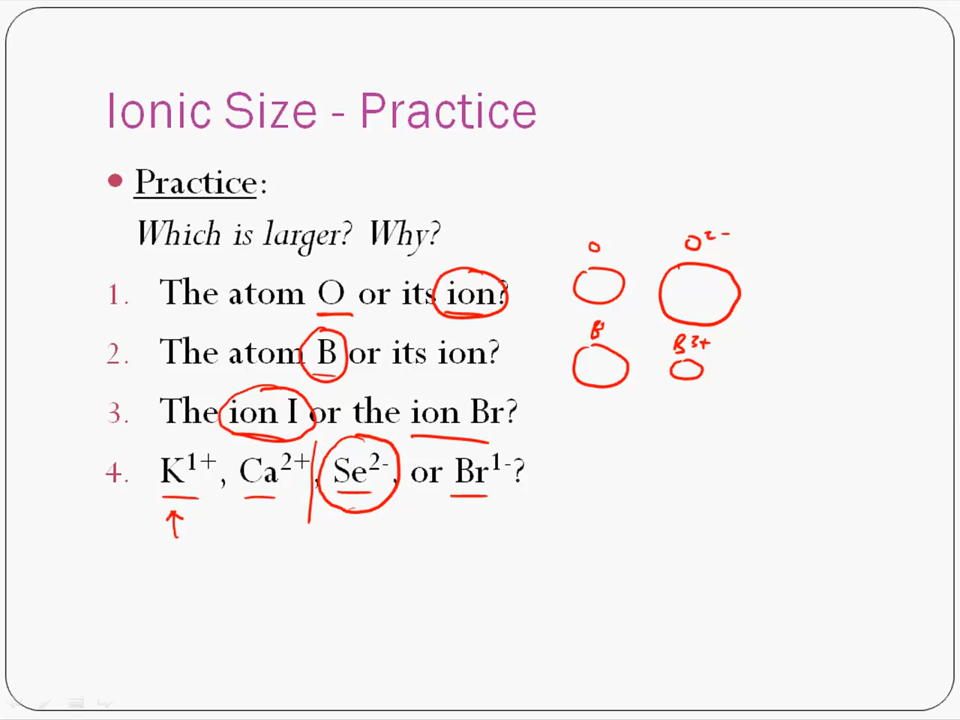 Ionic Size - Practice
• Practice:
Which is larger? Why?
1. The atom O or its ion?
2. The atom B or its ion?
3. The ion I or the ion Br?
4. K¹⁺, Ca²⁺, Se²⁻, or Br¹⁻?
O O²⁻
B B³⁺